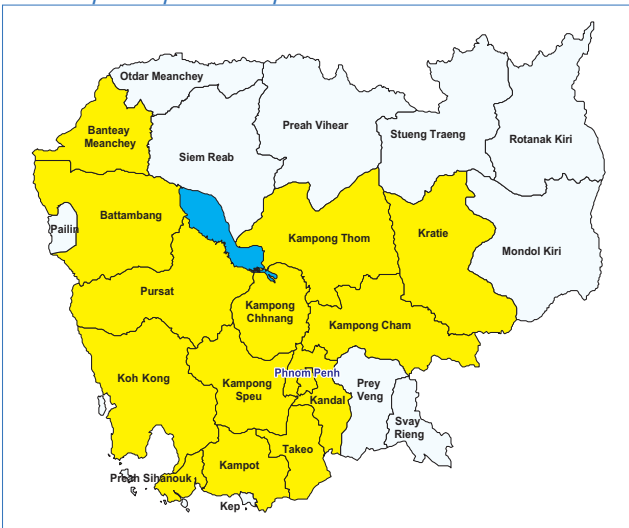 Otdar Meanchey
Banteay
Meanchey
Siem Reab
Preah Vihear
Stueng Traeng
Rotanak Kiri
Battambang
Pailin
Kampong Thom
Kratie
Mondol Kiri
Pursat
Kampong
Chhnang
Kampong Cham
Koh Kong
Kampong
Speu
Phnom Penh
Kandal
Prey
Veng
Svay
Rieng
Takeo
Kampot
Preah Sihanouk
Kep